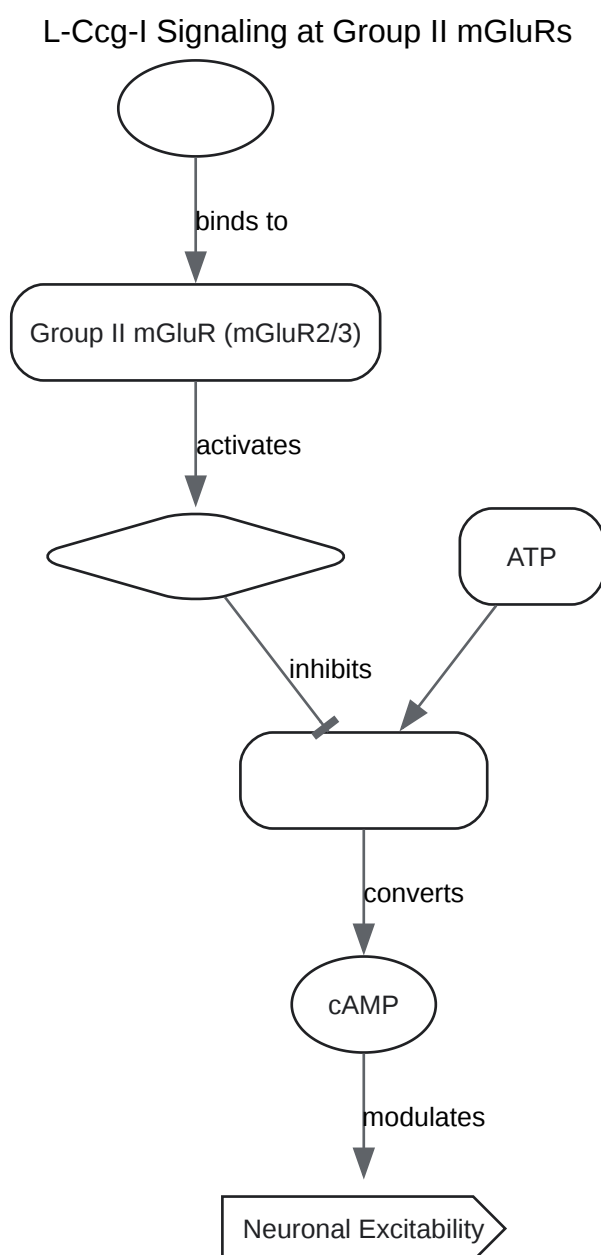 L-Ccg-I Signaling at Group II mGluRs
binds to
Group II mGluR (mGluR2/3)
activates
ATP
inhibits
converts
cAMP
modulates
Neuronal Excitability